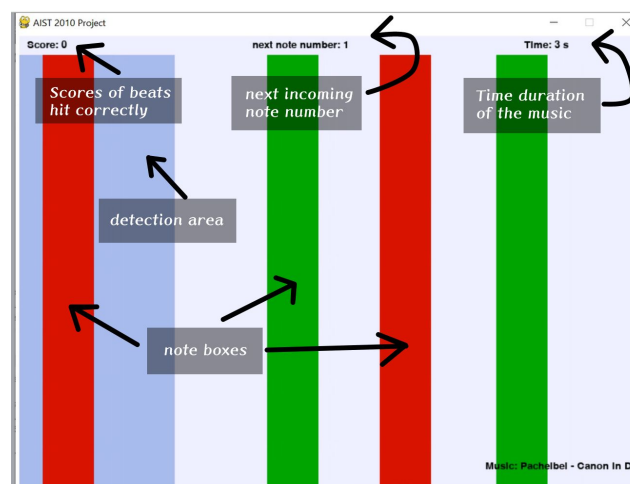 AIST 2010 Project
Score: 0
next note number: 1
Time: 3 s
Scores of beats
hit correctly
next incoming
note number
Time duration
of the music
detection area
note boxes
Music: Pachelbel - Canon In D